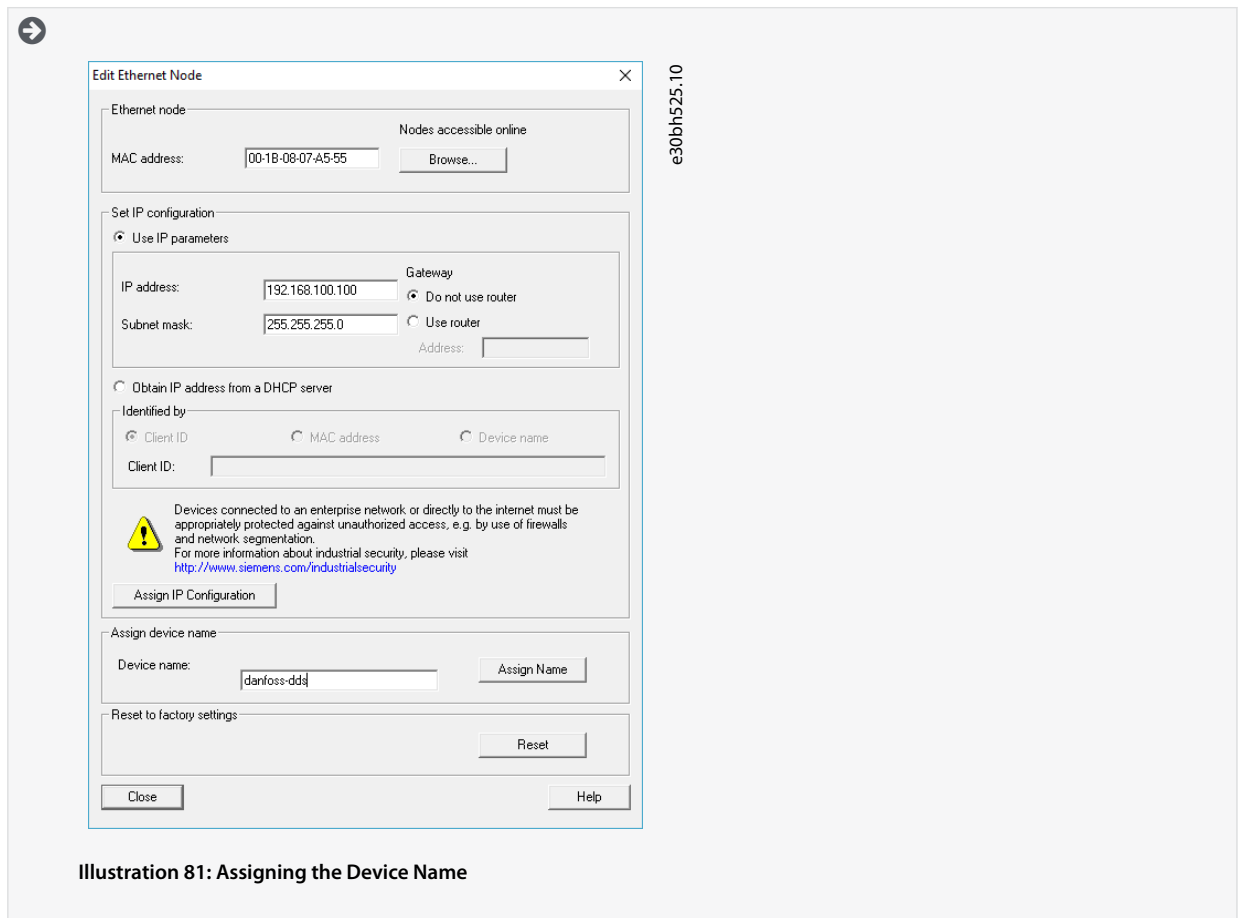 Edit Ethernet Node
e30bh525.10
Ethernet node
Nodes accessible online
MAC address:
00-1B-08-07-A5-55
Browse...
Set IP configuration
Use IP parameters
Gateway
IP address:
192.168.100.100
Do not use router
Subnet mask:
255.255.255.0
Use router
Address:
Obtain IP address from a DHCP server
Identified by
Client ID
MAC address
Device name
Client ID:
Devices connected to an enterprise network or directly to the internet must be
appropriately protected against unauthorized access, e.g. by use of firewalls
and network segmentation.
For more information about industrial security, please visit
http://www.siemens.com/industrialsecurity
Assign IP Configuration
Assign device name
Device name:
danfoss-dds
Assign Name
Reset to factory settings
Reset
Close
Help
Illustration 81: Assigning the Device Name